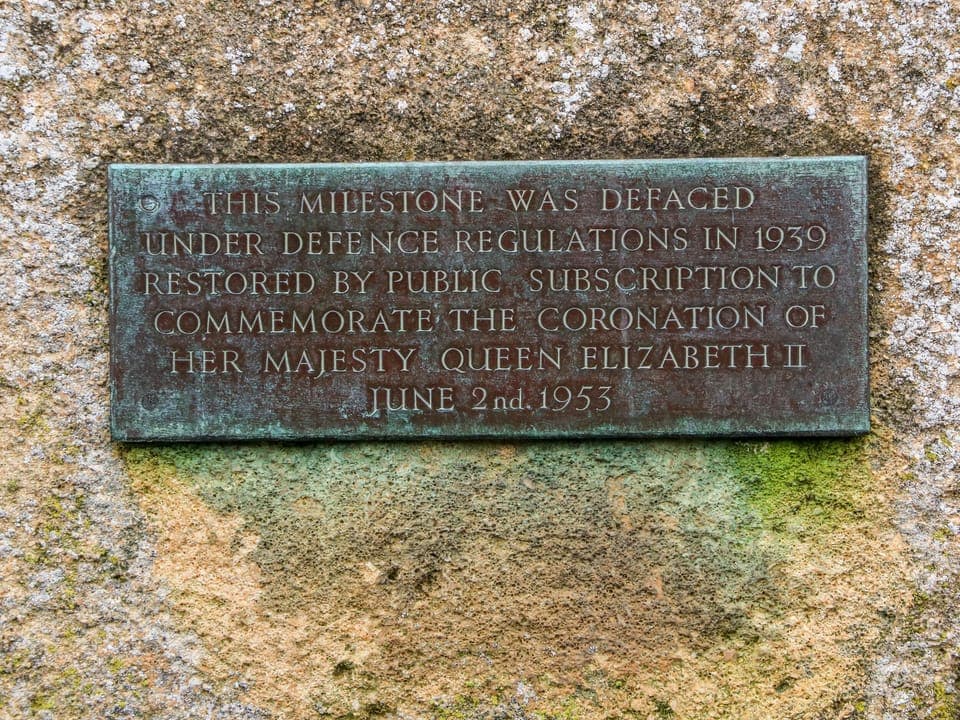 THIS MILESTONE WAS DEFACED
UNDER DEFENCE REGULATIONS IN 1939
RESTORED BY PUBLIC SUBSCRIPTION TO
COMMEMORATE THE CORONATION OF
HER MAJESTY QUEEN ELIZABETH II
JUNE 2nd. 1953